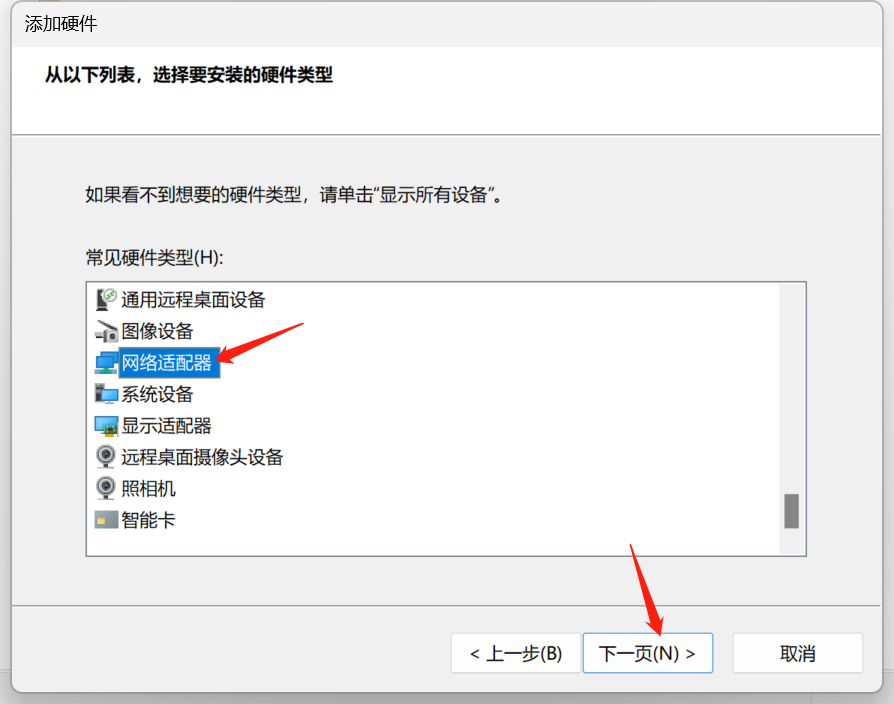 添加硬件
从以下列表，选择要安装的硬件类型
如果看不到想要的硬件类型，请单击“显示所有设备”。
常见硬件类型(H):
通用远程桌面设备
图像设备
网络适配器
系统设备
显示适配器
远程桌面摄像头设备
照相机
智能卡
< 上一步(B)
下一页(N) >
取消